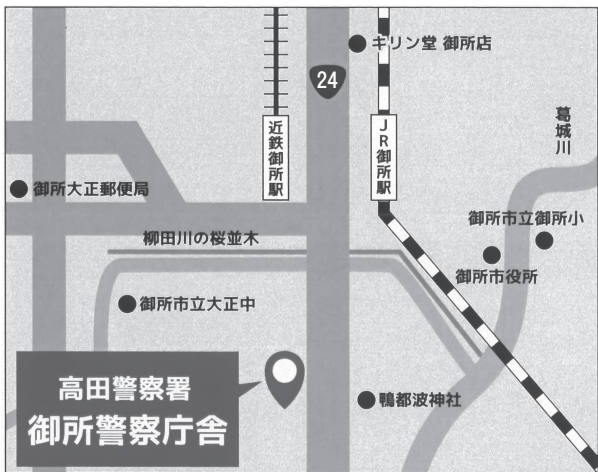 キリン堂 御所店
24
近鉄御所駅
JR御所駅
葛城川
御所大正郵便局
御所市立御所小
柳田川の桜並木
御所市役所
御所市立大正中
高田警察署
御所警察庁舎
鴨都波神社